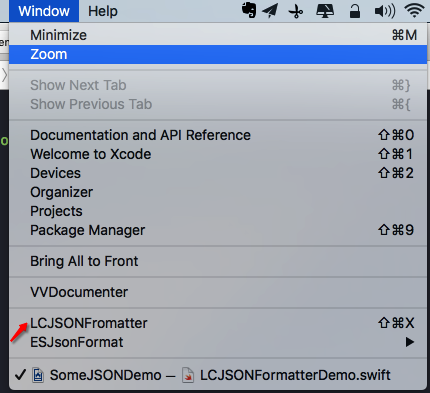 Window Help
Minimize ⌘M
Zoom
Show Next Tab ⌘}
Show Previous Tab ⌘{
Documentation and API Reference ⇧⌘0
Welcome to Xcode ⇧⌘1
Devices ⇧⌘2
Organizer
Projects
Package Manager ⇧⌘9
Bring All to Front
VVDocumenter
LCJSONFromatter ⇧⌘X
ESJsonFormat ▶
✓ SomeJSONDemo — LCJSONFormatterDemo.swift